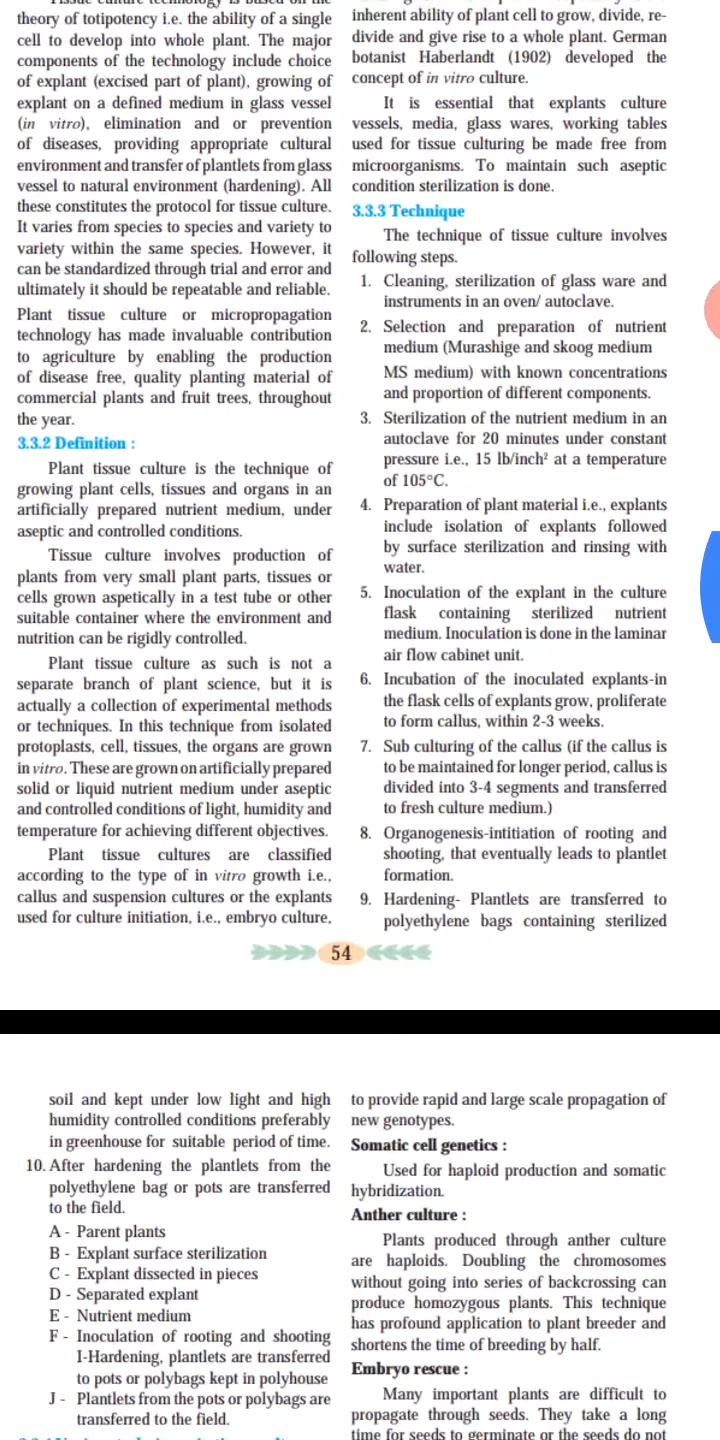 theory of totipotency i.e. the ability of a single
cell to develop into whole plant. The major
components of the technology include choice
of explant (excised part of plant), growing of
explant on a defined medium in glass vessel
(in vitro), elimination and or prevention
of diseases, providing appropriate cultural
environment and transfer of plantlets from glass
vessel to natural environment (hardening). All
these constitutes the protocol for tissue culture.
It varies from species to species and variety to
variety within the same species. However, it
can be standardized through trial and error and
ultimately it should be repeatable and reliable.
Plant tissue culture or micropropagation
technology has made invaluable contribution
to agriculture by enabling the production
of disease free, quality planting material of
commercial plants and fruit trees, throughout
the year.
3.3.2 Definition :
Plant tissue culture is the technique of
growing plant cells, tissues and organs in an
artificially prepared nutrient medium, under
aseptic and controlled conditions.
Tissue culture involves production of
plants from very small plant parts, tissues or
cells grown aspetically in a test tube or other
suitable container where the environment and
nutrition can be rigidly controlled.
Plant tissue culture as such is not a
separate branch of plant science, but it is
actually a collection of experimental methods
or techniques. In this technique from isolated
protoplasts, cell, tissues, the organs are grown
in vitro. These are grown on artificially prepared
solid or liquid nutrient medium under aseptic
and controlled conditions of light, humidity and
temperature for achieving different objectives.
Plant tissue cultures are classified
according to the type of in vitro growth i.e.,
callus and suspension cultures or the explants
used for culture initiation, i.e., embryo culture,
inherent ability of plant cell to grow, divide, re-
divide and give rise to a whole plant. German
botanist Haberlandt (1902) developed the
concept of in vitro culture.
It is essential that explants culture
vessels, media, glass wares, working tables
used for tissue culturing be made free from
microorganisms. To maintain such aseptic
condition sterilization is done.
3.3.3 Technique
The technique of tissue culture involves
following steps.
1. Cleaning, sterilization of glass ware and
instruments in an oven/ autoclave.
2. Selection and preparation of nutrient
medium (Murashige and skoog medium
MS medium) with known concentrations
and proportion of different components.
3. Sterilization of the nutrient medium in an
autoclave for 20 minutes under constant
pressure i.e., 15 lb/inch² at a temperature
of 105°C.
4. Preparation of plant material i.e., explants
include isolation of explants followed
by surface sterilization and rinsing with
water.
5. Inoculation of the explant in the culture
flask containing sterilized nutrient
medium. Inoculation is done in the laminar
air flow cabinet unit.
6. Incubation of the inoculated explants-in
the flask cells of explants grow, proliferate
to form callus, within 2-3 weeks.
7. Sub culturing of the callus (if the callus is
to be maintained for longer period, callus is
divided into 3-4 segments and transferred
to fresh culture medium.)
8. Organogenesis-intitiation of rooting and
shooting, that eventually leads to plantlet
formation.
9. Hardening- Plantlets are transferred to
polyethylene bags containing sterilized
54
soil and kept under low light and high
humidity controlled conditions preferably
in greenhouse for suitable period of time.
10. After hardening the plantlets from the
polyethylene bag or pots are transferred
to the field.
A - Parent plants
B - Explant surface sterilization
C - Explant dissected in pieces
D - Separated explant
E - Nutrient medium
F - Inoculation of rooting and shooting
I-Hardening, plantlets are transferred
to pots or polybags kept in polyhouse
J - Plantlets from the pots or polybags are
transferred to the field.
to provide rapid and large scale propagation of
new genotypes.
Somatic cell genetics :
Used for haploid production and somatic
hybridization.
Anther culture :
Plants produced through anther culture
are haploids. Doubling the chromosomes
without going into series of backcrossing can
produce homozygous plants. This technique
has profound application to plant breeder and
shortens the time of breeding by half.
Embryo rescue :
Many important plants are difficult to
propagate through seeds. They take a long
time for seeds to germinate or the seeds do not